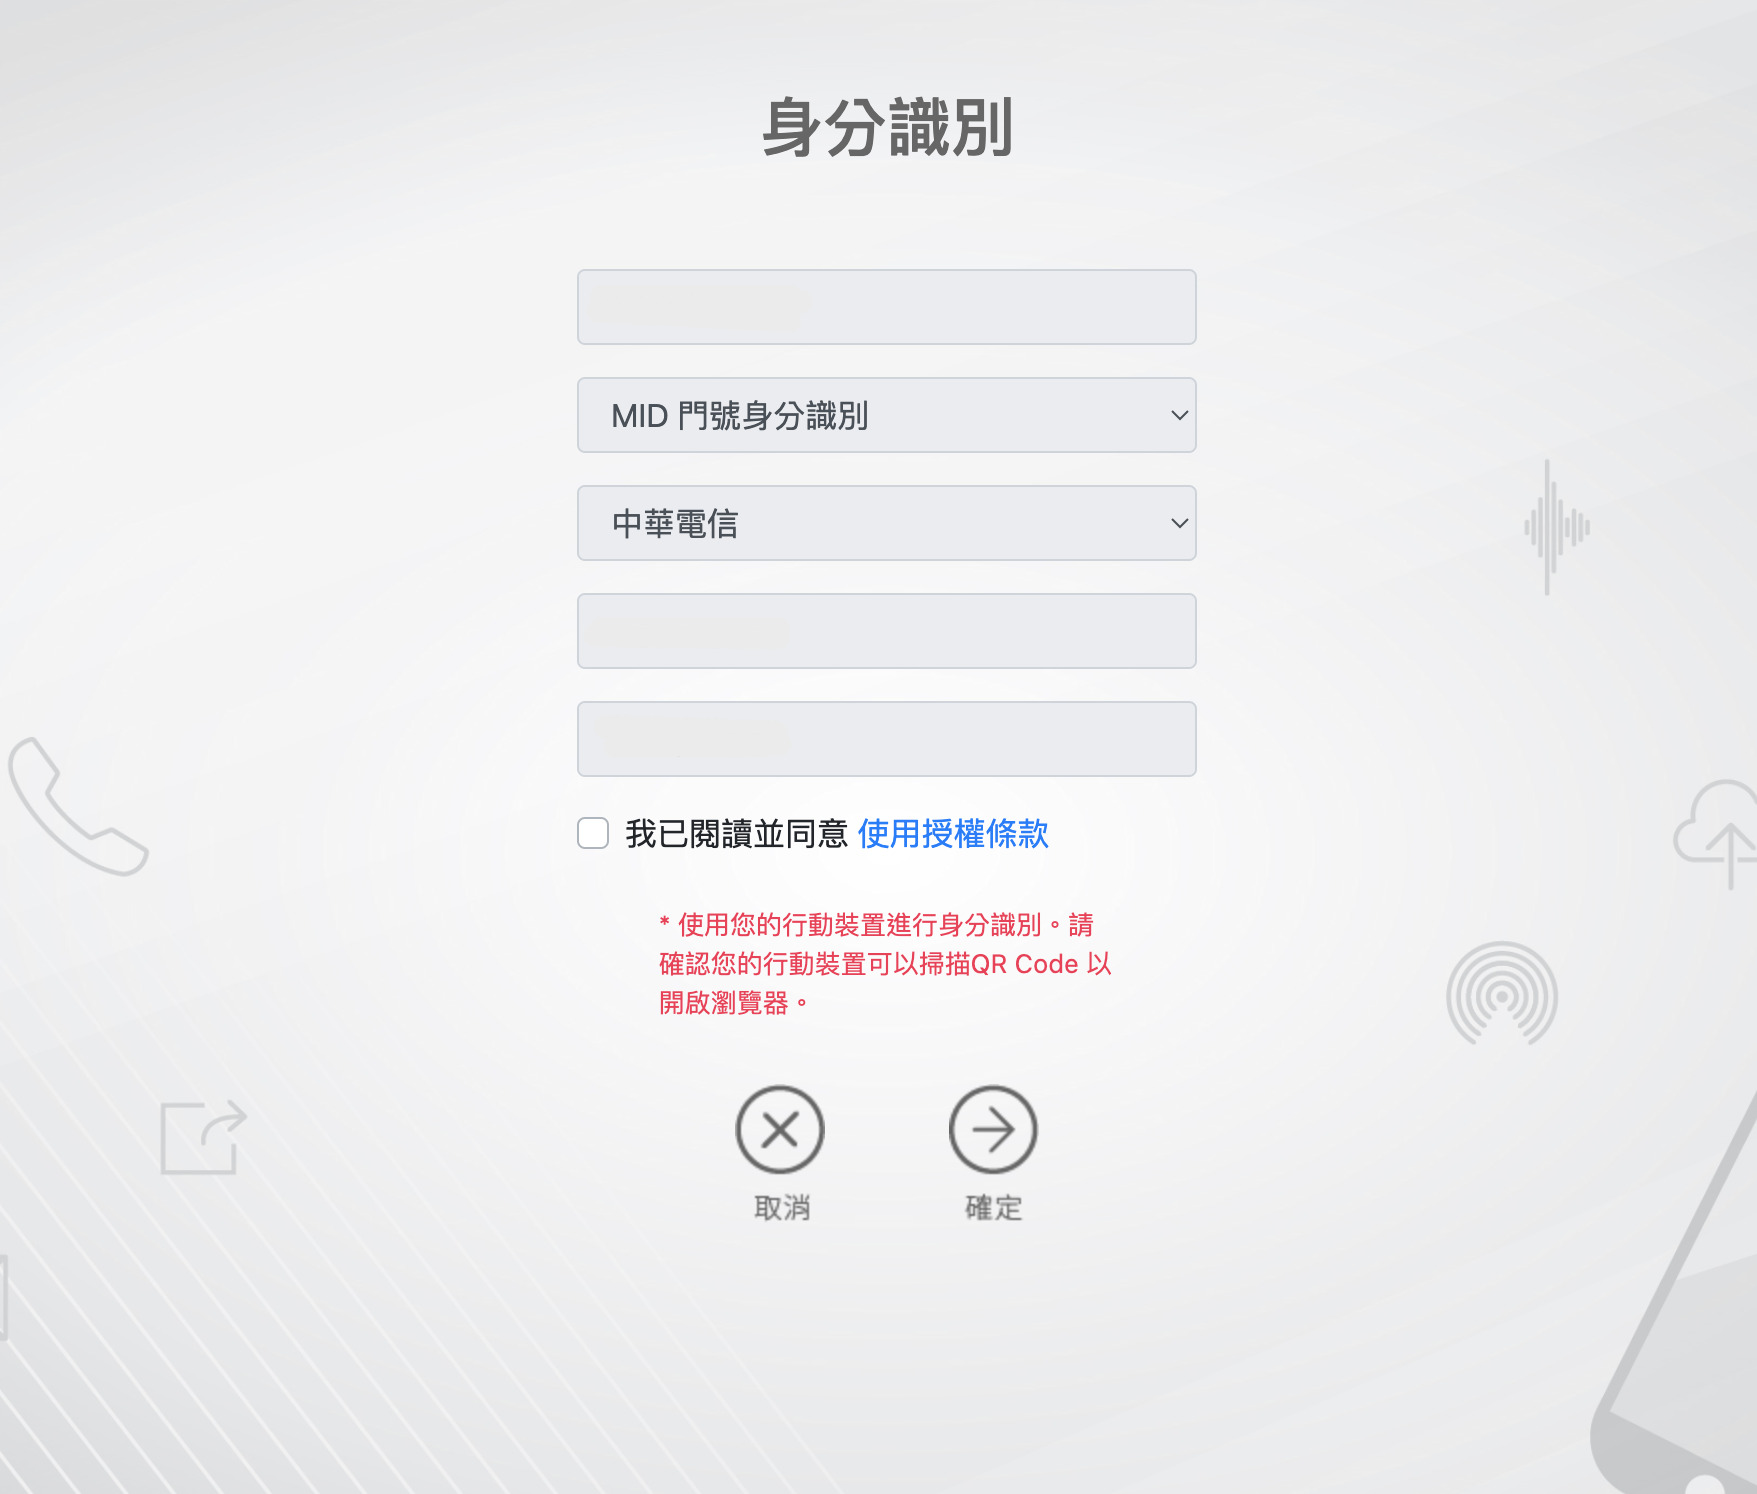 身分識別
MID 門號身分識別
中華電信
我已閱讀並同意 使用授權條款
* 使用您的行動裝置進行身分識別。請
確認您的行動裝置可以掃描QR Code 以
開啟瀏覽器。
取消
確定